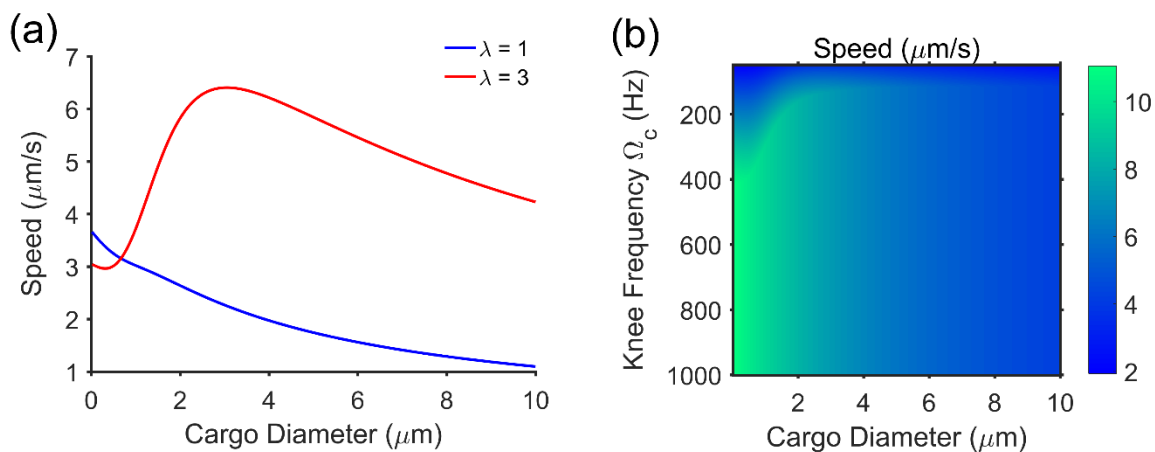 (a)
λ = 1
λ = 3
7
6
5
4
3
2
1
Speed (μm/s)
0 2 4 6 8 10
Cargo Diameter (μm)
(b)
Speed (μm/s)
Knee Frequency Ωc (Hz)
200
400
600
800
1000
2 4 6 8 10
Cargo Diameter (μm)
10
8
6
4
2